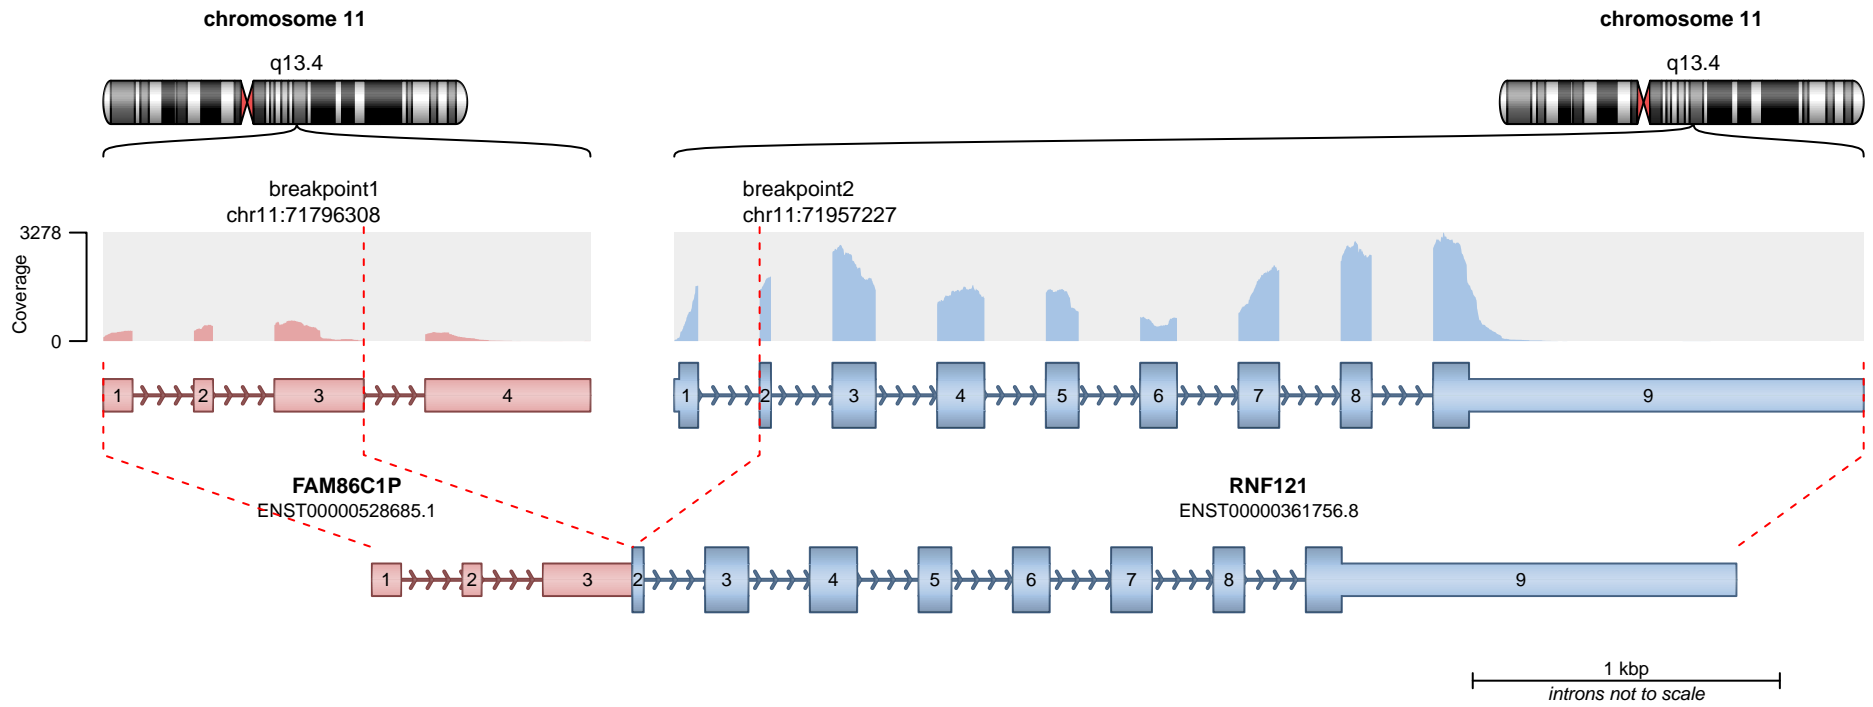 chromosome 11
chromosome 11
q13.4
q13.4
breakpoint1
chr11:71796308
breakpoint2
chr11:71957227
3278
Coverage
0
1 2 3 4
1 2 3 4 5 6 7 8 9
FAM86C1P
ENST00000528685.1
RNF121
ENST00000361756.8
1 2 3 2 3 4 5 6 7 8 9
1 kbp
introns not to scale